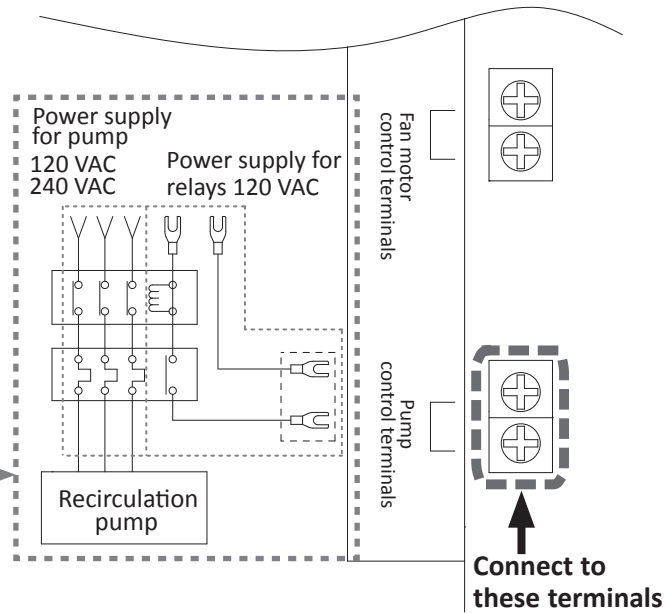 Power supply
for pump
120 VAC
240 VAC
Power supply for
relays 120 VAC
Recirculation
pump
Fan motor
control terminals
Pump
control terminals
Connect to
these terminals